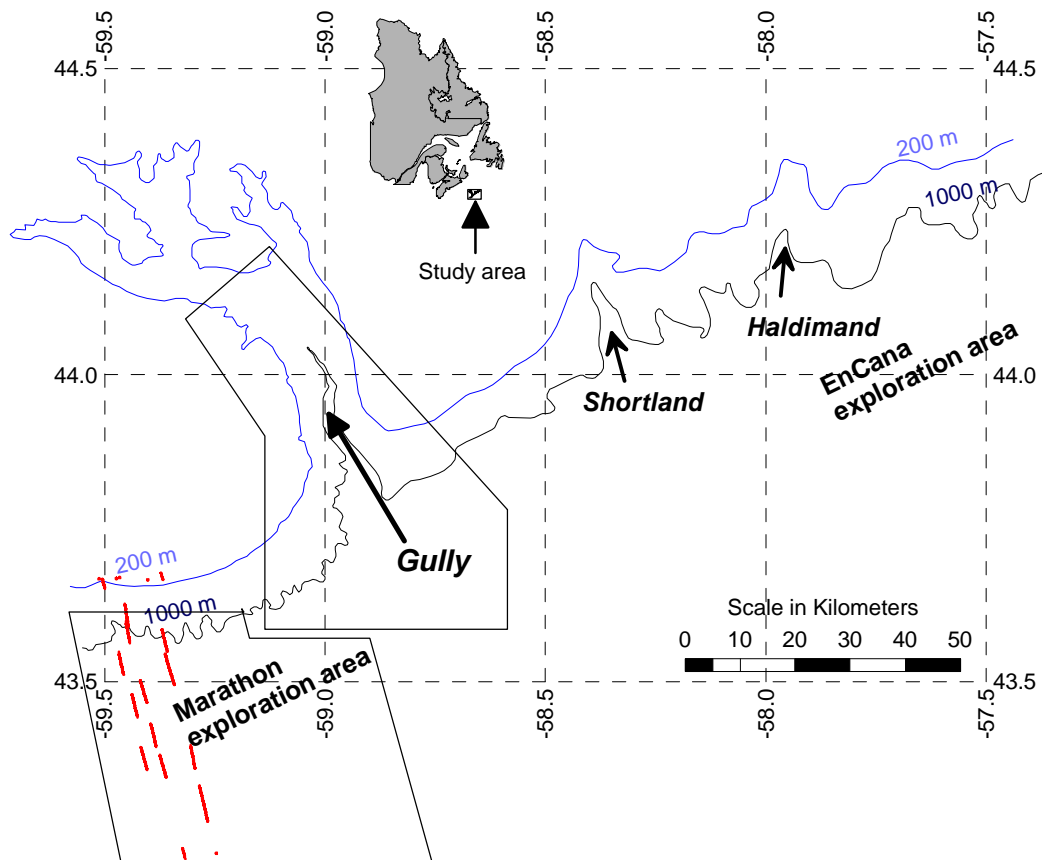 -59.5
-59.0
-58.5
-58.0
-57.5
44.5
44.5
200 m
1000 m
Study area
Haldimand
EnCana
exploration area
44.0
44.0
Shortland
Gully
200 m
1000 m
Scale in Kilometers
0 10 20 30 40 50
Marathon
exploration area
43.5
43.5
-59.5
-59.0
-58.5
-58.0
-57.5